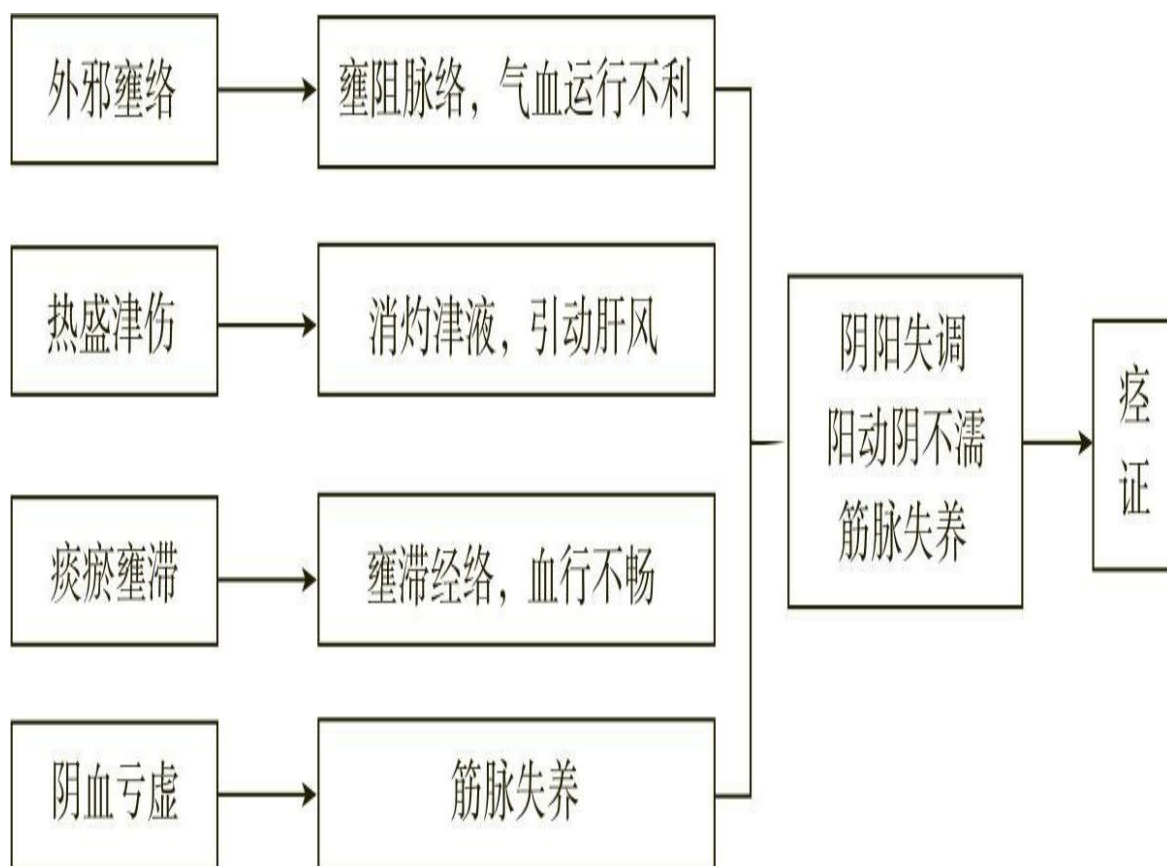 外邪壅络
壅阻脉络，气血运行不利
热盛津伤
消灼津液，引动肝风
痰瘀壅滞
壅滞经络，血行不畅
阴血亏虚
筋脉失养
阴阳失调
阳动阴不濡
筋脉失养
痉
证